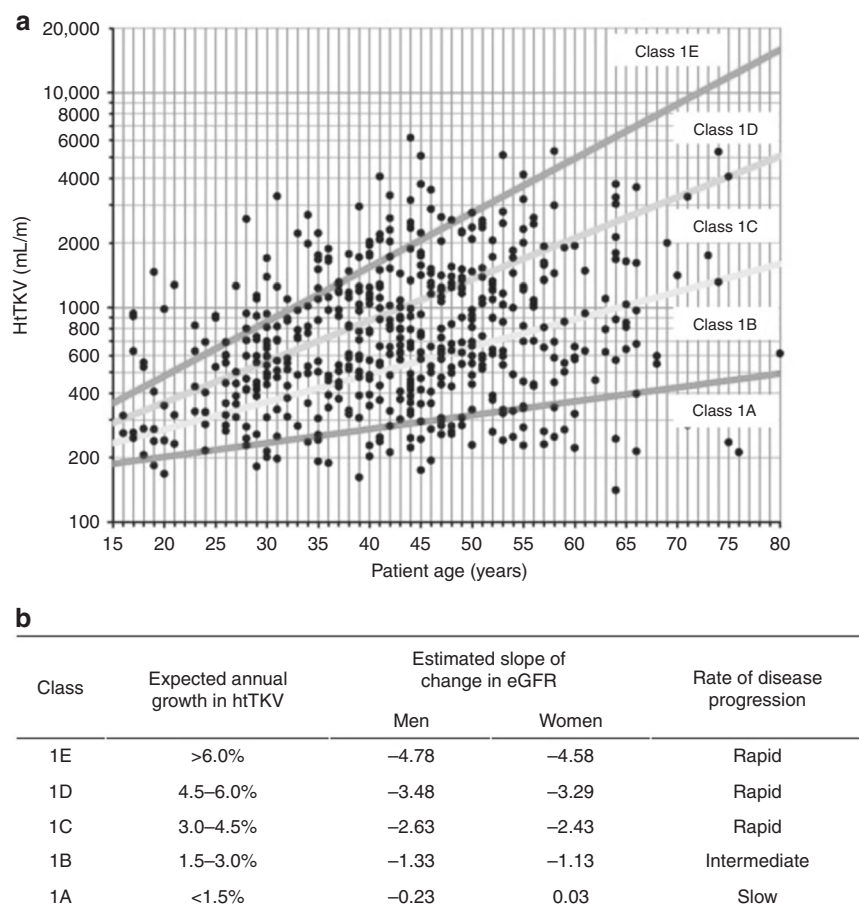 a
20,000
10,000
8000
6000
4000
2000
1000
800
600
400
200
100
HtTKV (mL/m)
Class 1E
Class 1D
Class 1C
Class 1B
Class 1A
15 20 25 30 35 40 45 50 55 60 65 70 75 80
Patient age (years)
b
Class
Expected annual
growth in htTKV
Estimated slope of
change in eGFR
Men Women
Rate of disease
progression
1E >6.0% –4.78 –4.58 Rapid
1D 4.5–6.0% –3.48 –3.29 Rapid
1C 3.0–4.5% –2.63 –2.43 Rapid
1B 1.5–3.0% –1.33 –1.13 Intermediate
1A <1.5% –0.23 0.03 Slow